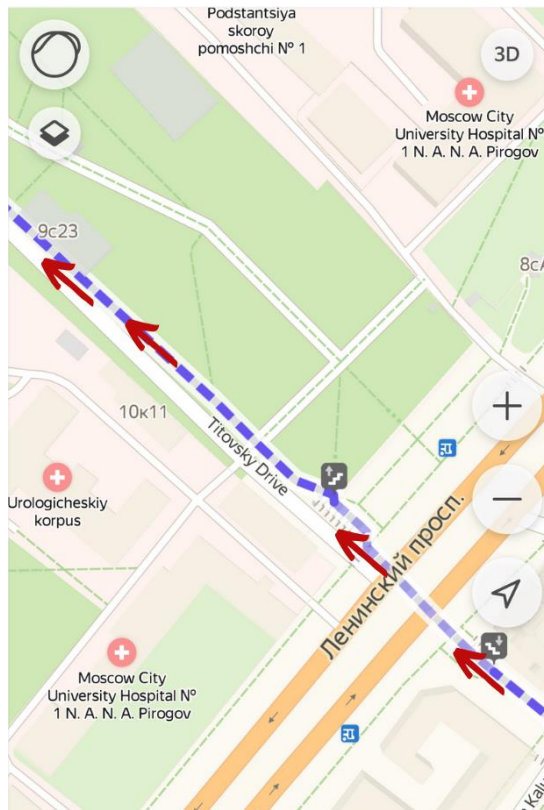 Podstantsiya
skoroy
pomoshchi № 1
3D
Moscow City
University Hospital №
1 N. A. N. A. Pirogov
9с23
8с
10к11
Titovsky Drive
Urologicheskiy
korpus
Ленинский просп.
Moscow City
University Hospital №
1 N. A. N. A. Pirogov